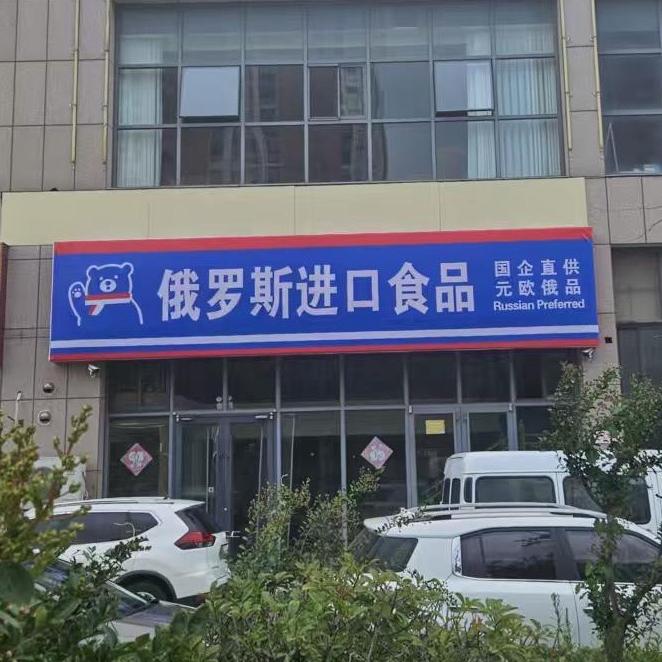 俄罗斯进口食品
国企直供
元欧俄品
Russian Preferred